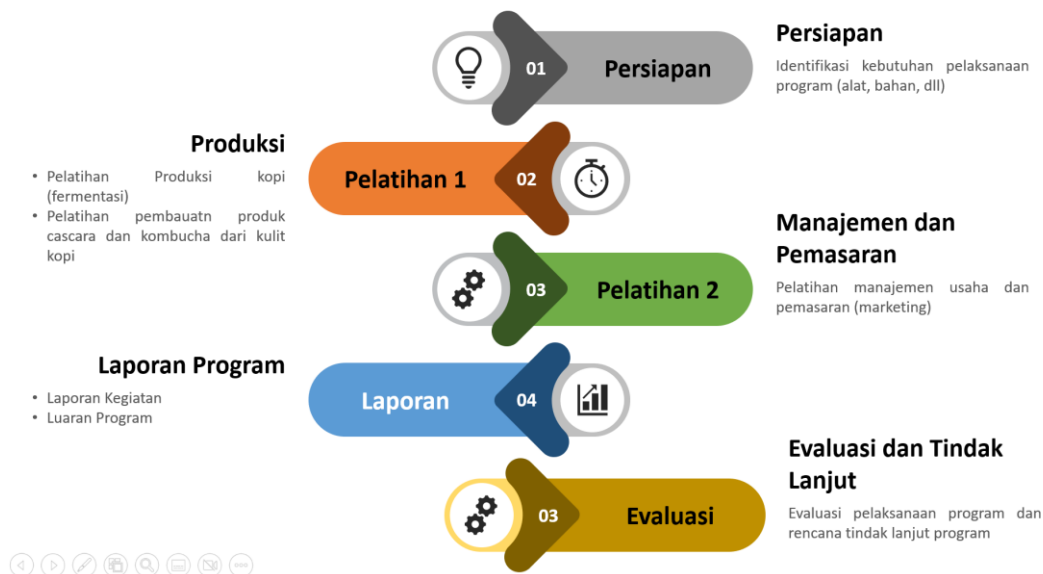 01
Persiapan
Persiapan
Identifikasi kebutuhan pelaksanaan
program (alat, bahan, dll)
Produksi
• Pelatihan Produksi kopi
(fermentasi)
• Pelatihan pembauatn produk
cascara dan kombucha dari kulit
kopi
Pelatihan 1
02
03
Pelatihan 2
Manajemen dan
Pemasaran
Pelatihan manajemen usaha dan
pemasaran (marketing)
Laporan Program
• Laporan Kegiatan
• Luaran Program
Laporan
04
03
Evaluasi
Evaluasi dan Tindak
Lanjut
Evaluasi pelaksanaan program dan
rencana tindak lanjut program